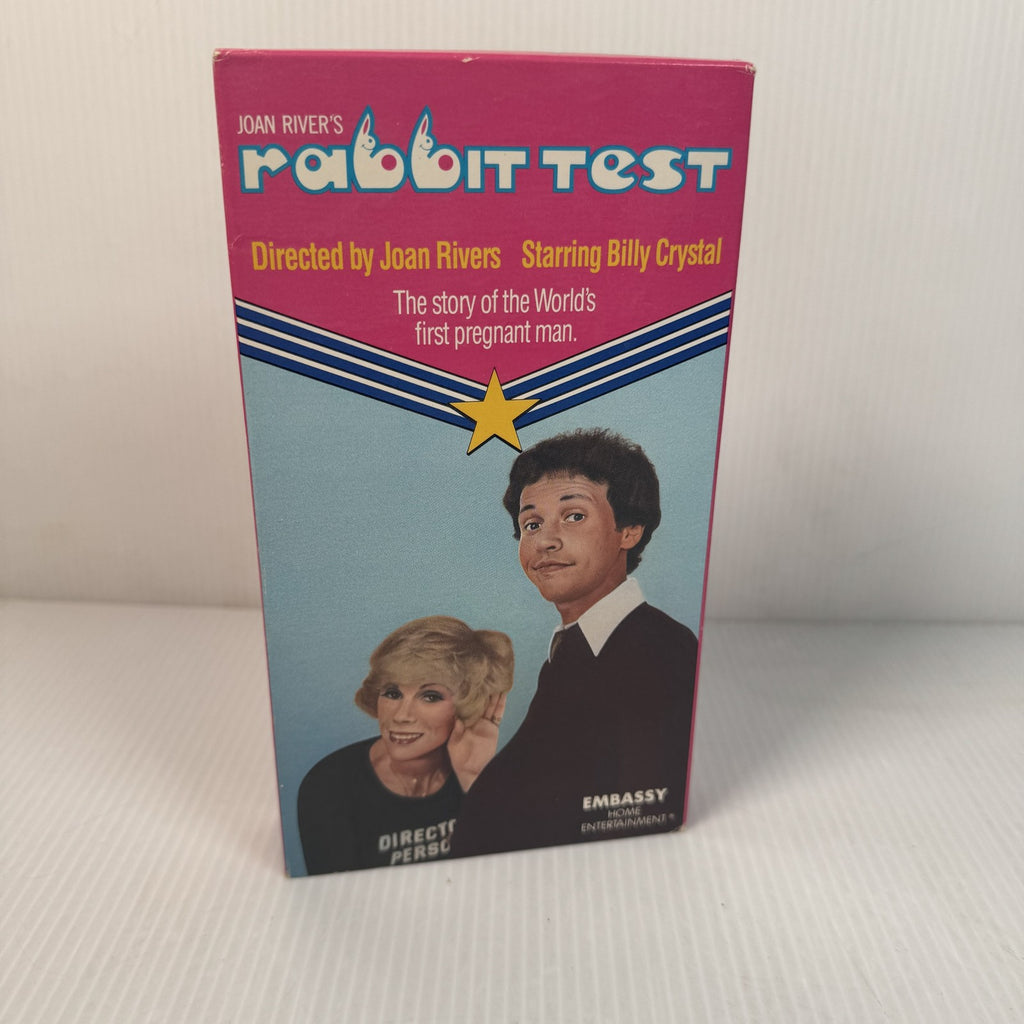 JOAN RIVER'S
rabbit test
Directed by Joan Rivers Starring Billy Crystal
The story of the World's
first pregnant man.
DIRECT
PERSO
EMBASSY
HOME
ENTERTAINMENT®